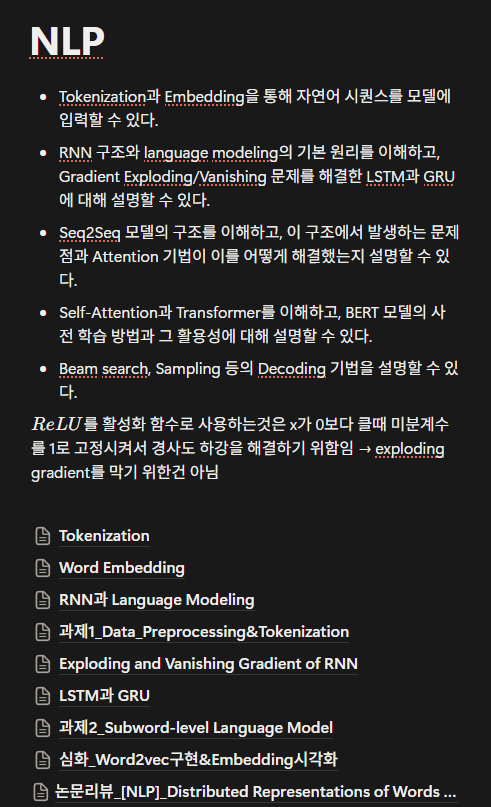 NLP
Tokenization과 Embedding을 통해 자연어 시퀀스를 모델에
입력할 수 있다.
RNN 구조와 language modeling의 기본 원리를 이해하고,
Gradient Exploding/Vanishing 문제를 해결한 LSTM과 GRU
에 대해 설명할 수 있다.
Seq2Seq 모델의 구조를 이해하고, 이 구조에서 발생하는 문제
점과 Attention 기법이 이를 어떻게 해결했는지 설명할 수 있
다.
Self-Attention과 Transformer를 이해하고, BERT 모델의 사
전 학습 방법과 그 활용성에 대해 설명할 수 있다.
Beam search, Sampling 등의 Decoding 기법을 설명할 수 있
다.
ReLU를 활성화 함수로 사용하는것은 x가 0보다 클때 미분계수
를 1로 고정시켜서 경사도 하강을 해결하기 위함임 → exploding
gradient를 막기 위한건 아님
Tokenization
Word Embedding
RNN과 Language Modeling
과제1_Data_Preprocessing&Tokenization
Exploding and Vanishing Gradient of RNN
LSTM과 GRU
과제2_Subword-level Language Model
심화_Word2vec구현&Embedding시각화
논문리뷰_[NLP]_Distributed Representations of Words ...